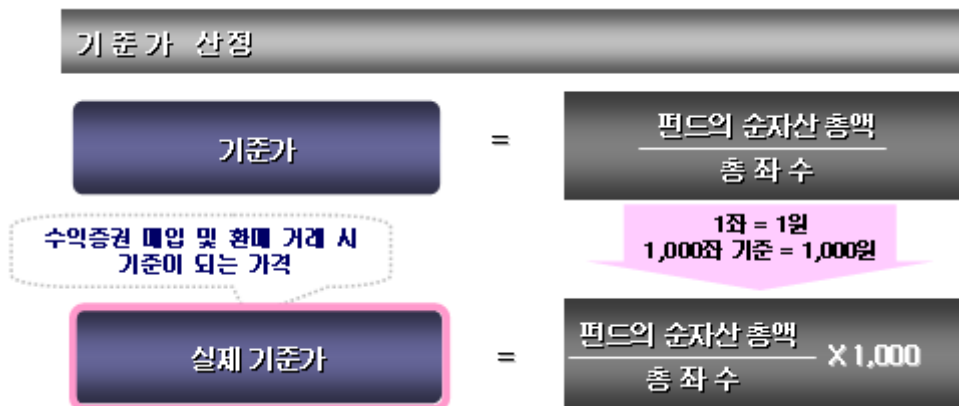 기준가 산정
기준가
=
펀드의 순자산 총액
총 좌 수
수익증권 매입 및 환매 거래 시
기준이 되는 가격
1좌 = 1원
1,000좌 기준 = 1,000원
실제 기준가
=
펀드의 순자산 총액
총 좌 수
X 1,000